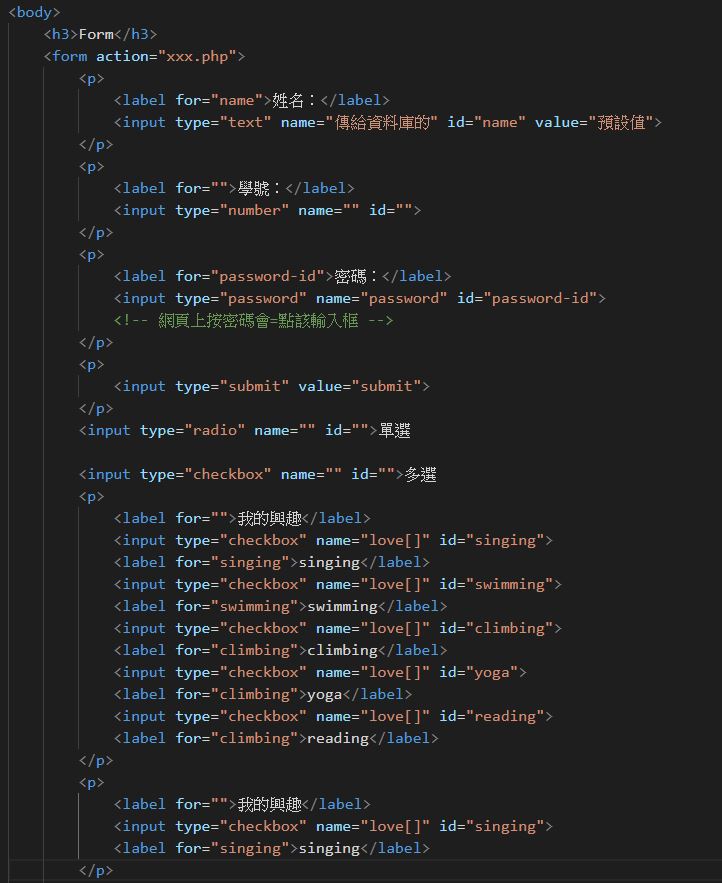 <body>
<h3>Form</h3>
<form action="xxx.php">
<p>
<label for="name">姓名：</label>
<input type="text" name="傳給資料庫的" id="name" value="預設值">
</p>
<p>
<label for="">學號：</label>
<input type="number" name="" id="">
</p>
<p>
<label for="password-id">密碼：</label>
<input type="password" name="password" id="password-id">
<!-- 網頁上按密碼會=點該輸入框 -->
</p>
<p>
<input type="submit" value="submit">
</p>
<input type="radio" name="" id="">單選
<input type="checkbox" name="" id="">多選
<p>
<label for="">我的興趣</label>
<input type="checkbox" name="love[]" id="singing">
<label for="singing">singing</label>
<input type="checkbox" name="love[]" id="swimming">
<label for="swimming">swimming</label>
<input type="checkbox" name="love[]" id="climbing">
<label for="climbing">climbing</label>
<input type="checkbox" name="love[]" id="yoga">
<label for="climbing">yoga</label>
<input type="checkbox" name="love[]" id="reading">
<label for="climbing">reading</label>
</p>
<p>
<label for="">我的興趣</label>
<input type="checkbox" name="love[]" id="singing">
<label for="singing">singing</label>
</p>